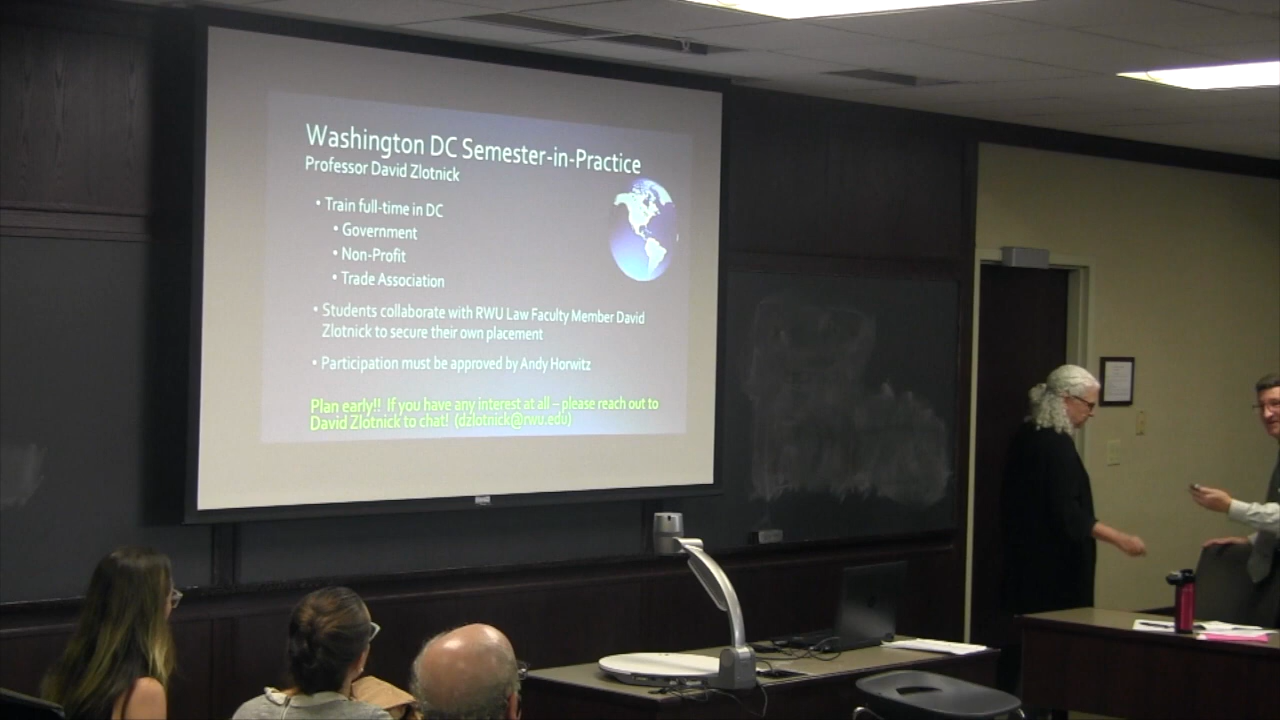 Washington DC Semester-in-Practice
Professor David Zlotnick
• Train full-time in DC
• Government
• Non-Profit
• Trade Association
• Students collaborate with RWU Law Faculty Member David
Zlotnick to secure their own placement
• Participation must be approved by Andy Horwitz
Plan early!! If you have any interest at all – please reach out to
David Zlotnick to chat! (dzlotnick@rwu.edu)